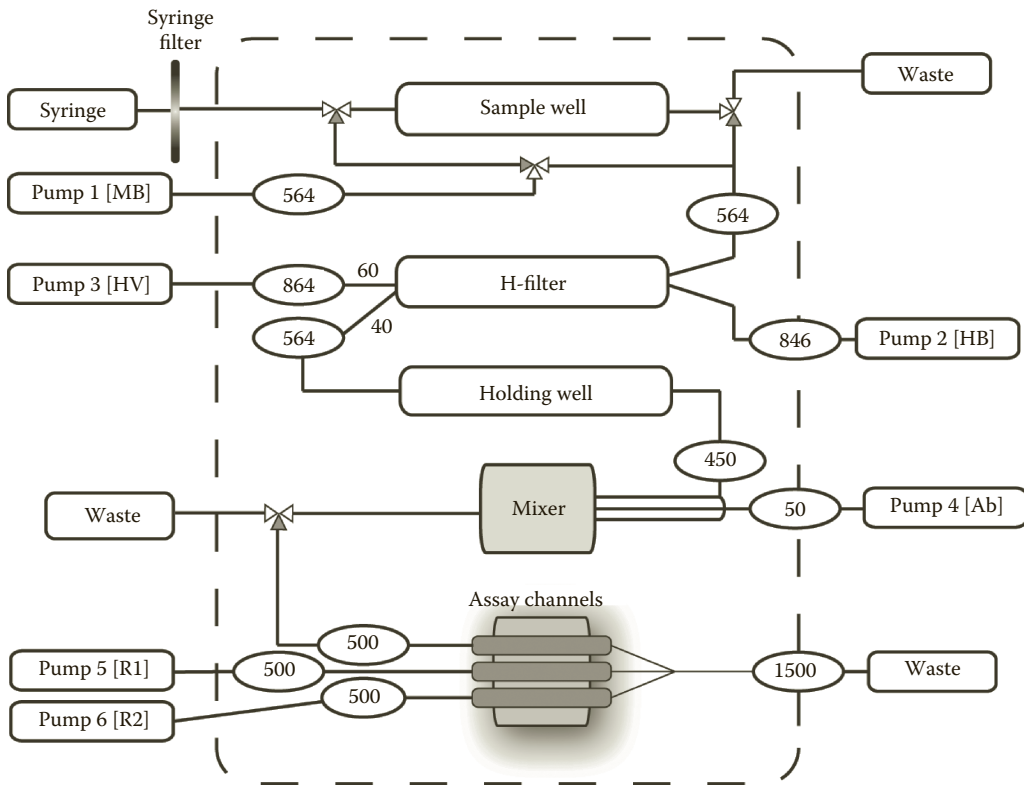 Syringe
filter
Waste
Syringe
Sample well
Pump 1 [MB]
564
564
60
Pump 3 [HV]
864
H-filter
40
564
846
Pump 2 [HB]
Holding well
450
Waste
Mixer
50
Pump 4 [Ab]
Assay channels
500
Pump 5 [R1]
500
1500
Waste
500
Pump 6 [R2]